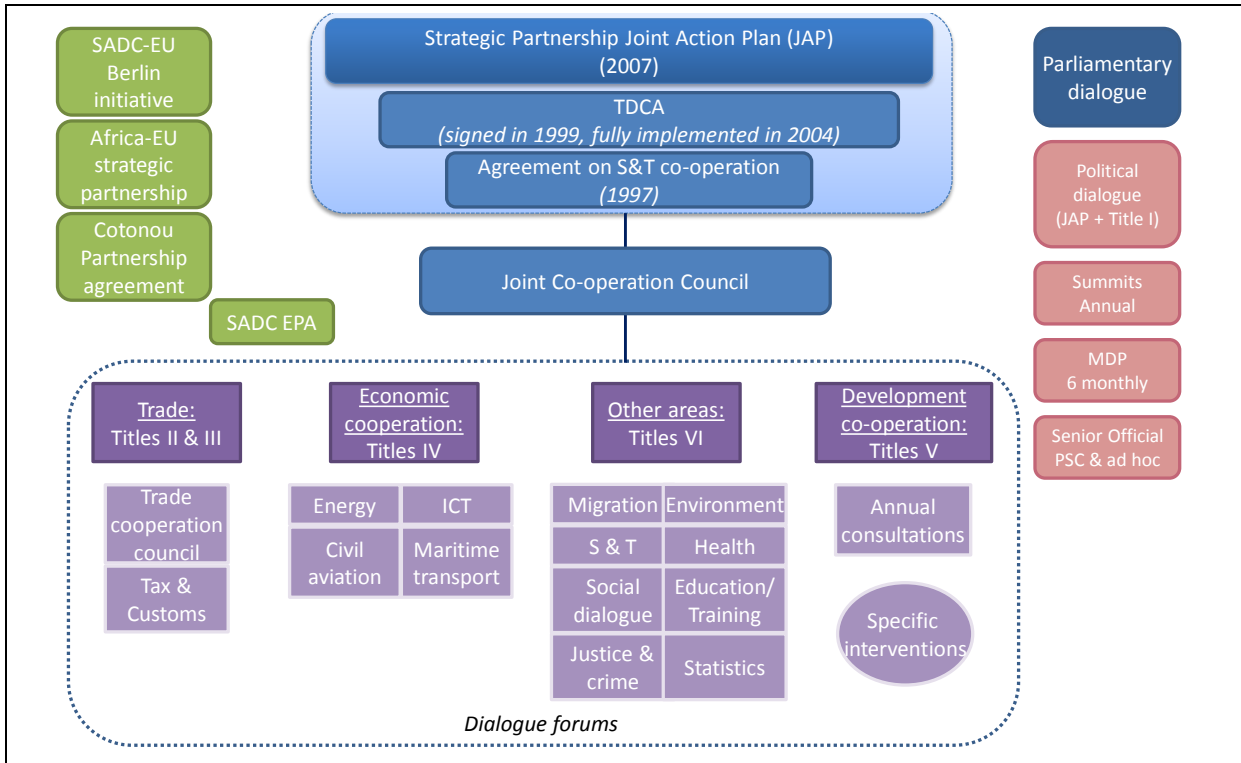 SADC-EU
Berlin
initiative
Africa-EU
strategic
partnership
Cotonou
Partnership
agreement
SADC EPA
Strategic Partnership Joint Action Plan (JAP)
(2007)
TDCA
(signed in 1999, fully implemented in 2004)
Agreement on S&T co-operation
(1997)
Joint Co-operation Council
Parliamentary
dialogue
Political
dialogue
(JAP + Title I)
Summits
Annual
MDP
6 monthly
Senior Official
PSC & ad hoc
Trade:
Titles II & III
Trade
cooperation
council
Tax &
Customs
Economic
cooperation:
Titles IV
Energy
ICT
Civil
aviation
Maritime
transport
Other areas:
Titles VI
Migration
Environment
S & T
Health
Social
dialogue
Education/
Training
Justice &
crime
Statistics
Development
co-operation:
Titles V
Annual
consultations
Specific
interventions
Dialogue forums